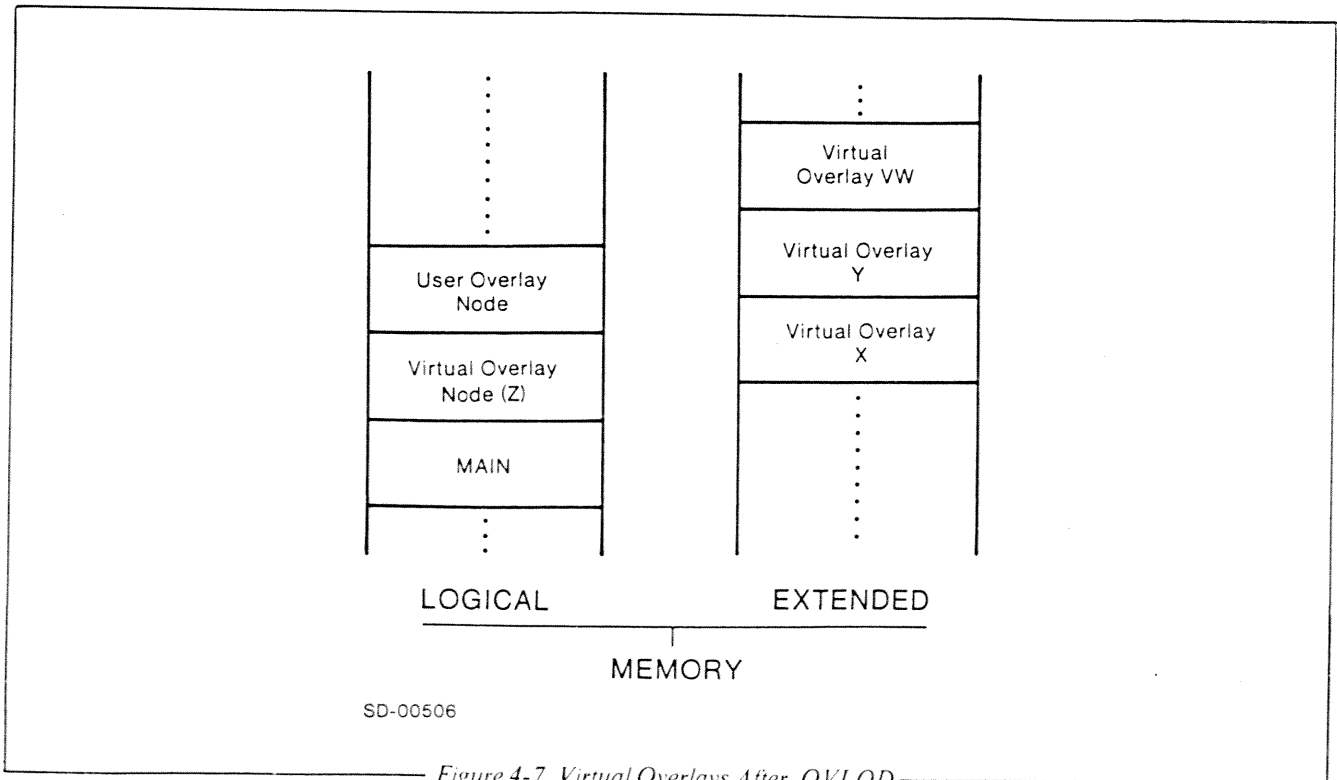 User Overlay
Node
Virtual Overlay
Node (Z)
MAIN
LOGICAL
Virtual
Overlay VW
Virtual Overlay
Y
Virtual Overlay
X
EXTENDED
MEMORY
SD-00506
Figure 4-7. Virtual Overlays After .OVLOD